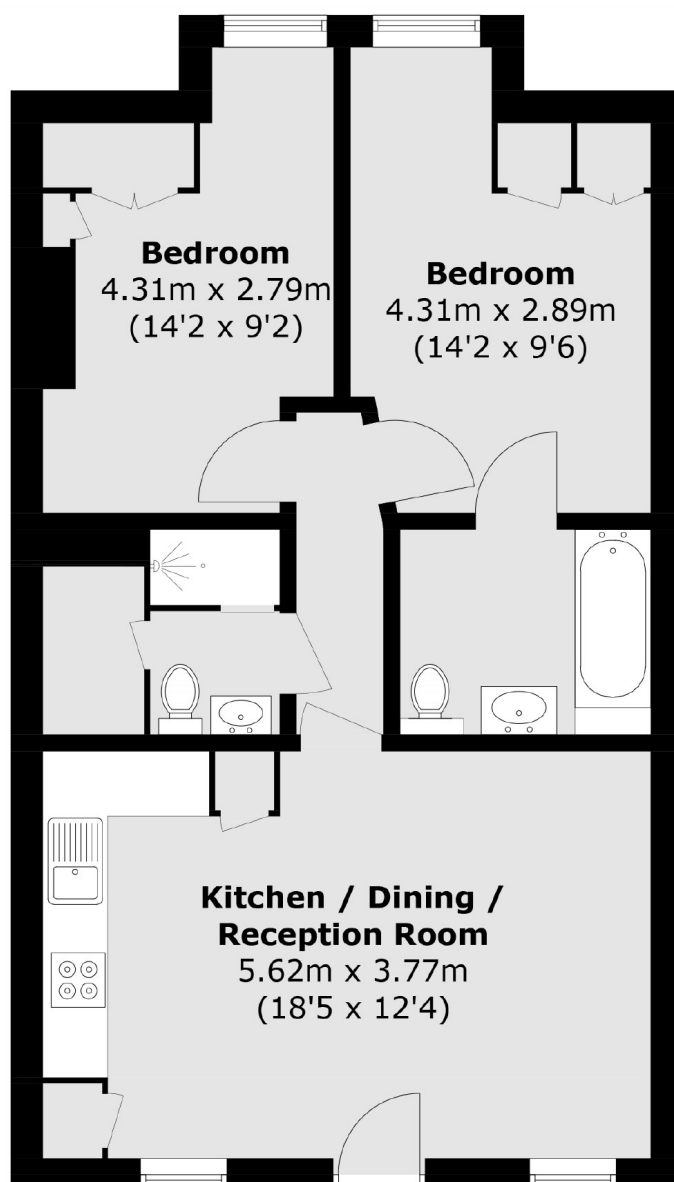 Bedroom
4.31m x 2.79m
(14'2 x 9'2)
Bedroom
4.31m x 2.89m
(14'2 x 9'6)
Kitchen / Dining /
Reception Room
5.62m x 3.77m
(18'5 x 12'4)